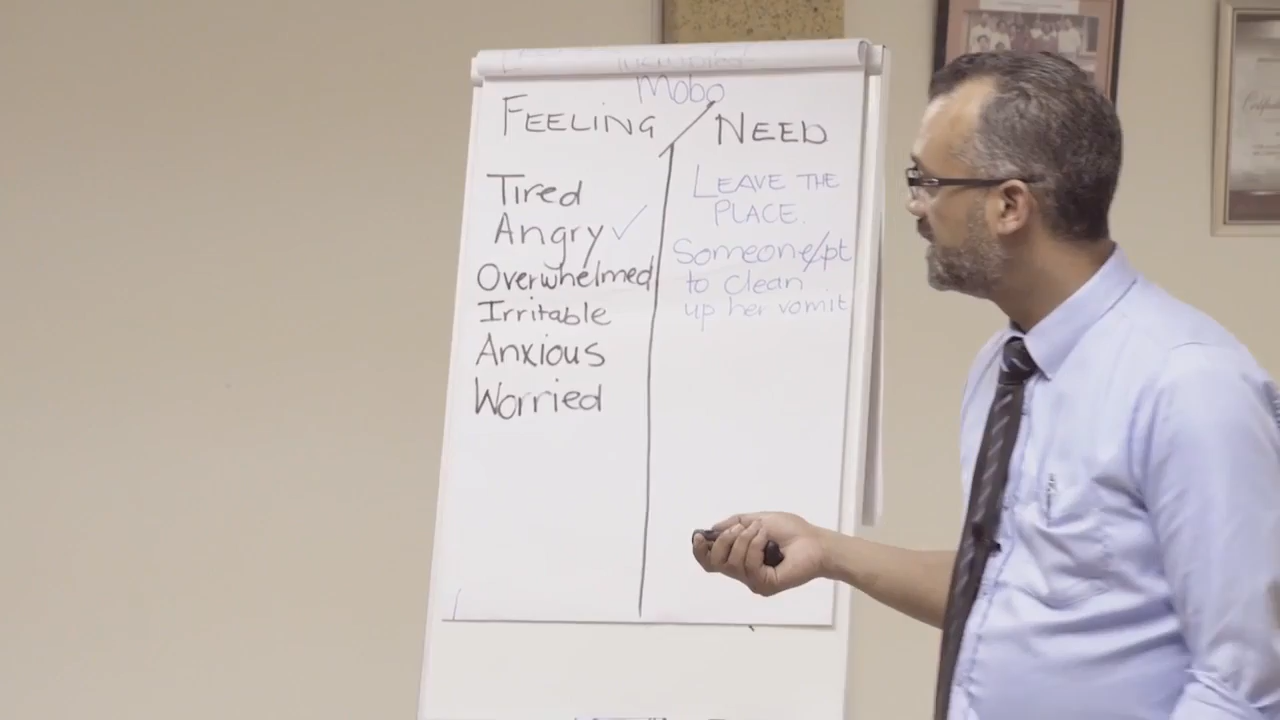 Mobo
FEELING / NEED
Tired
Angry ✓
Overwhelmed
Irritable
Anxious
Worried
LEAVE THE
PLACE.
Someone/pt
to clean
up her vomit